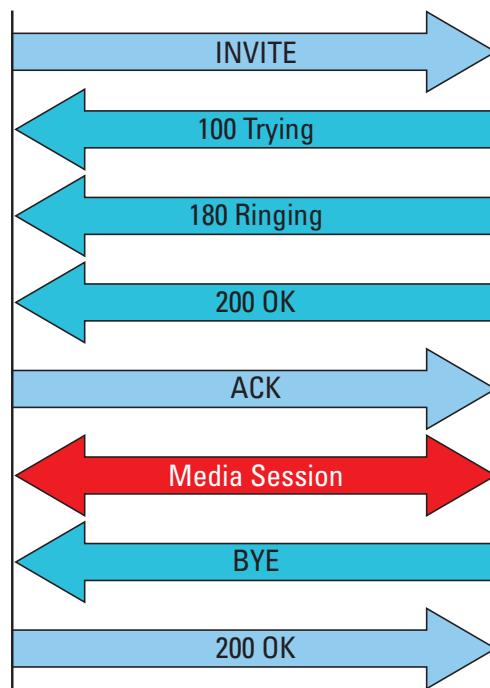 INVITE
100 Trying
180 Ringing
200 OK
ACK
Media Session
BYE
200 OK